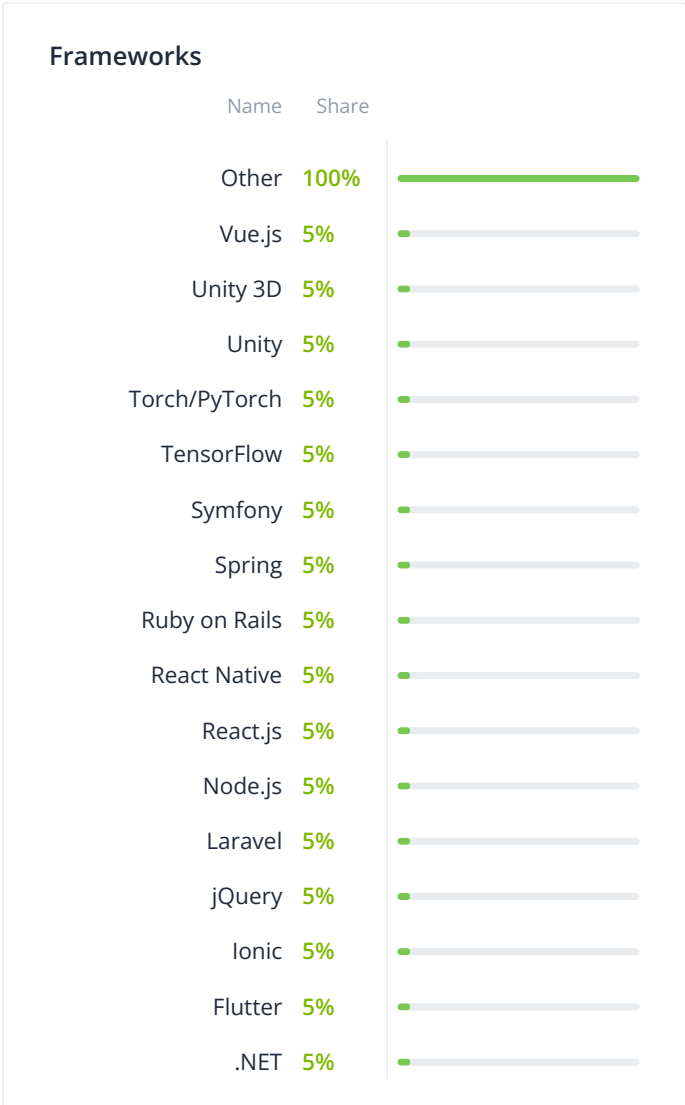 Frameworks
Name Share
Other 100%
Vue.js 5%
Unity 3D 5%
Unity 5%
Torch/PyTorch 5%
TensorFlow 5%
Symfony 5%
Spring 5%
Ruby on Rails 5%
React Native 5%
React.js 5%
Node.js 5%
Laravel 5%
jQuery 5%
Ionic 5%
Flutter 5%
.NET 5%